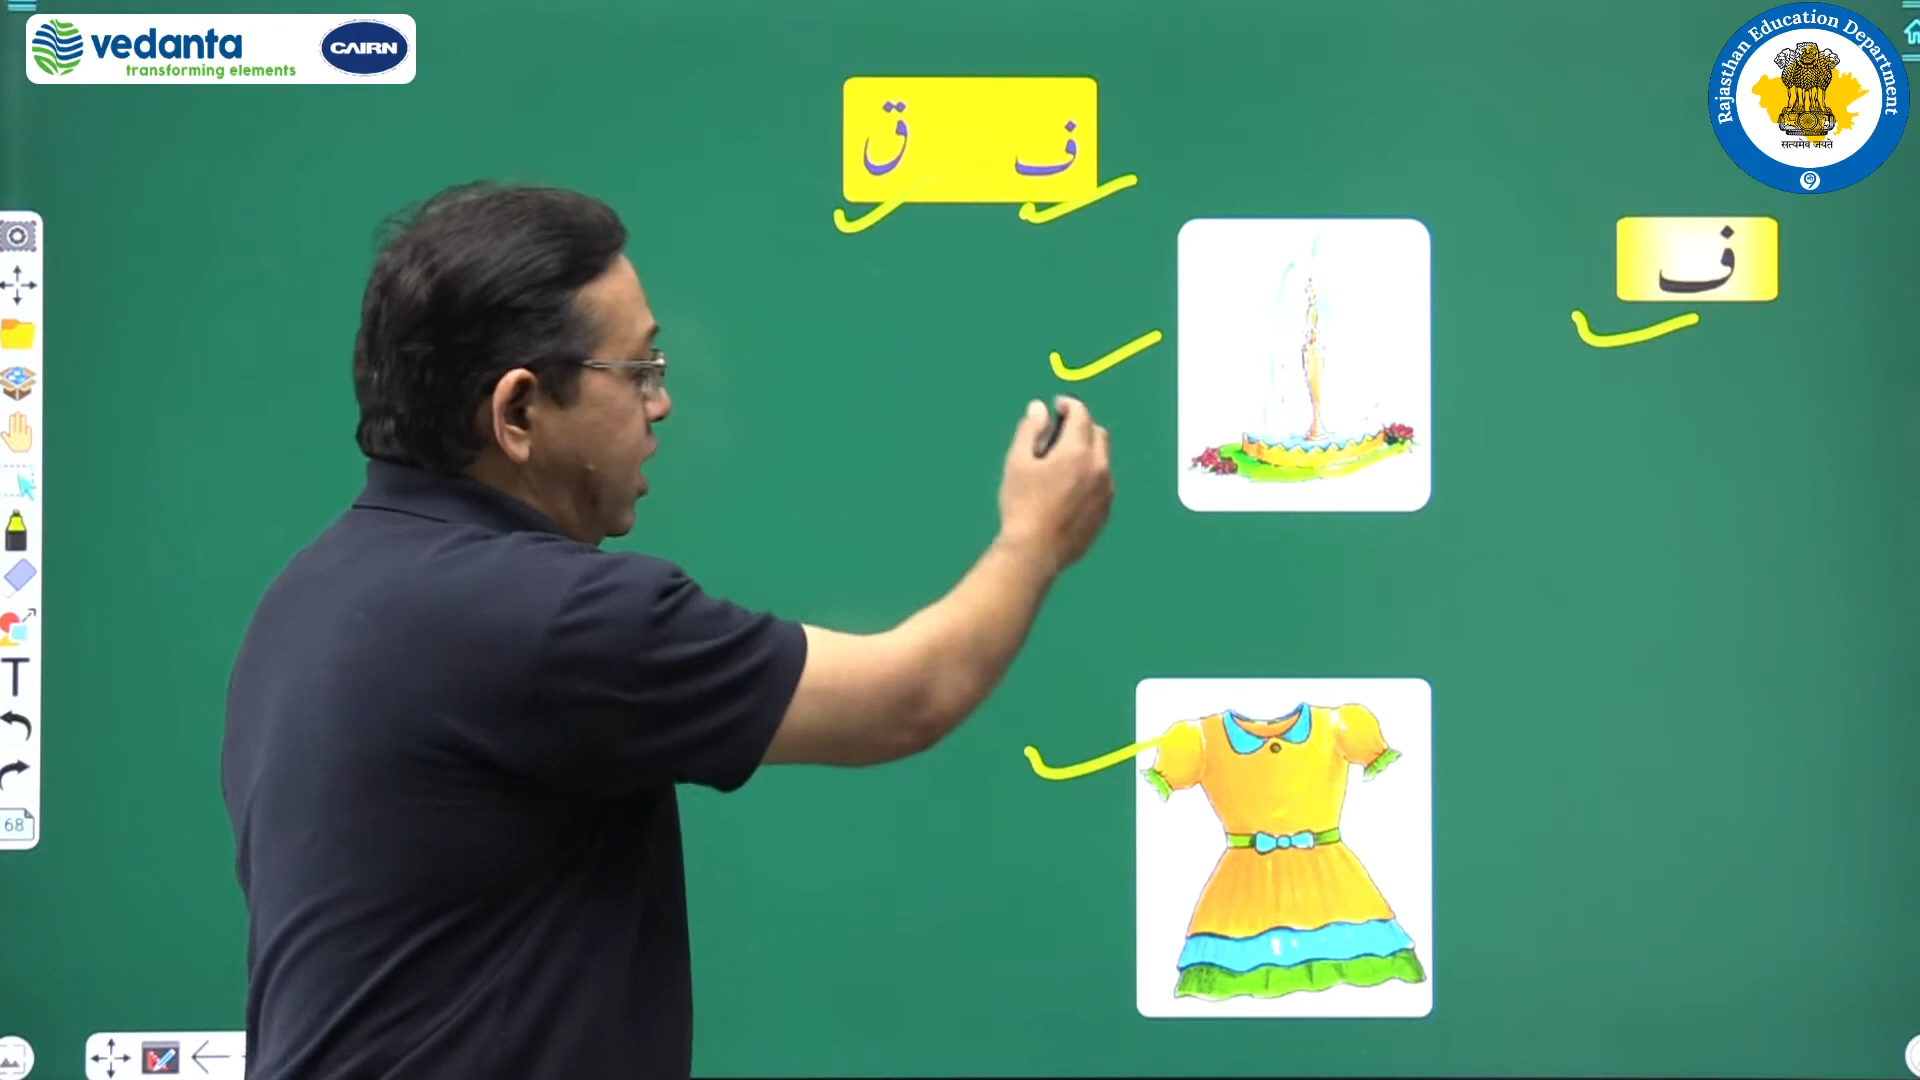 vedanta
transforming elements
CAIRN
Rajasthan Education Department
सत्यमेव जयते
ف ق
ف
T
68